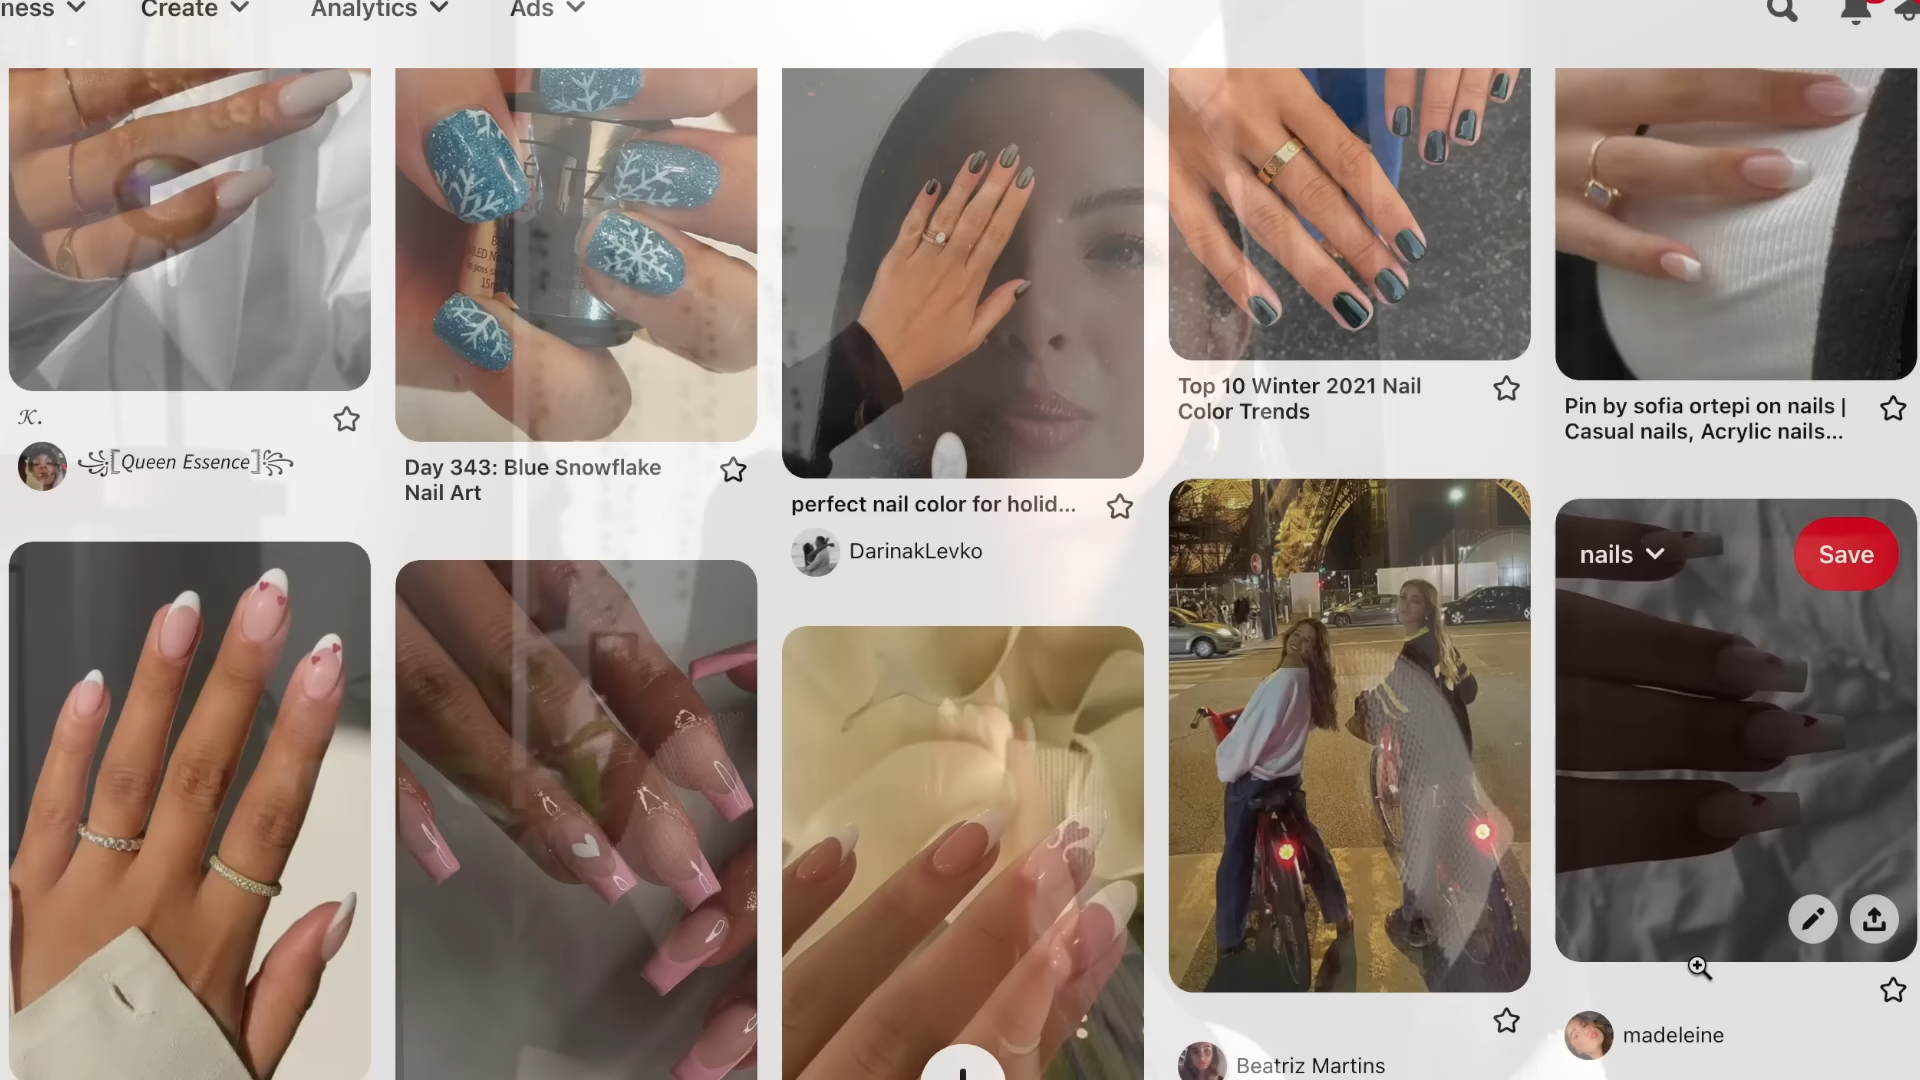 ness
Create
Analytics
Ads
𝒦.
꧁[Queen Essence]꧂
Day 343: Blue Snowflake
Nail Art
perfect nail color for holid...
DarinakLevko
Top 10 Winter 2021 Nail
Color Trends
Pin by sofia ortepi on nails |
Casual nails, Acrylic nails...
nails
Save
Beatriz Martins
madeleine